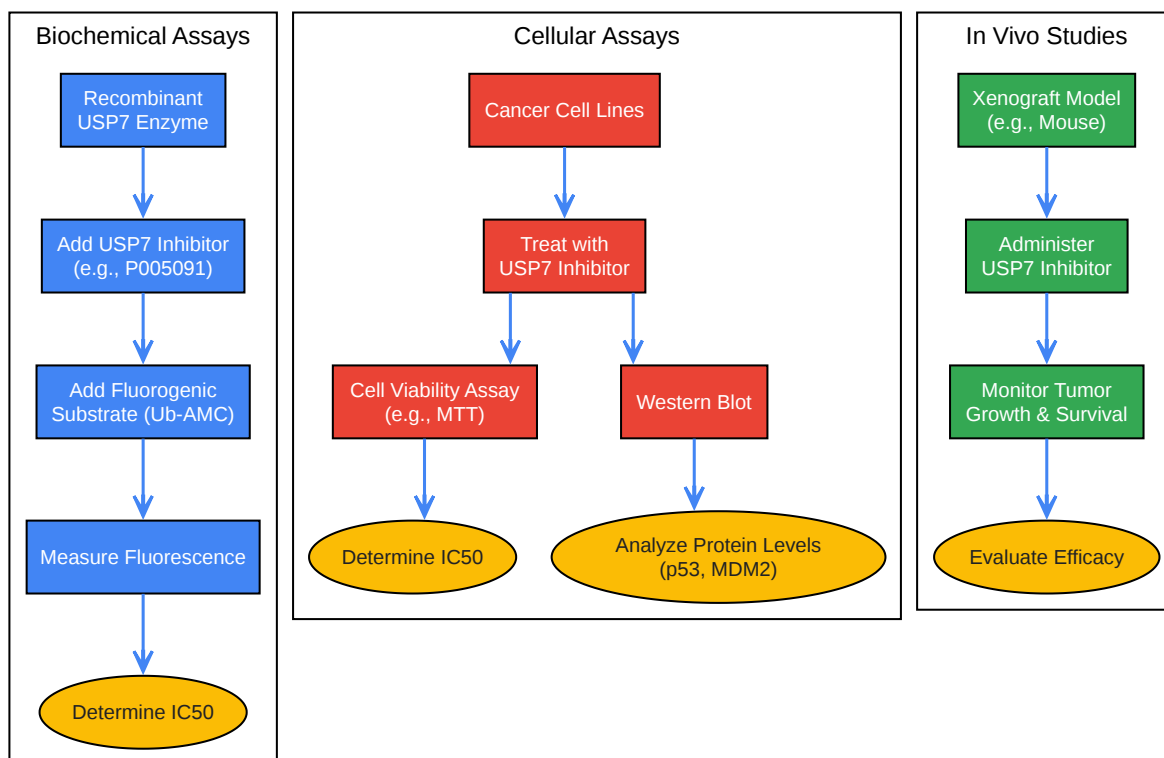 Biochemical Assays
Recombinant
USP7 Enzyme
Add USP7 Inhibitor
(e.g., P005091)
Add Fluorogenic
Substrate (Ub-AMC)
Measure Fluorescence
Determine IC50
Cellular Assays
Cancer Cell Lines
Treat with
USP7 Inhibitor
Cell Viability Assay
(e.g., MTT)
Western Blot
Determine IC50
Analyze Protein Levels
(p53, MDM2)
In Vivo Studies
Xenograft Model
(e.g., Mouse)
Administer
USP7 Inhibitor
Monitor Tumor
Growth & Survival
Evaluate Efficacy